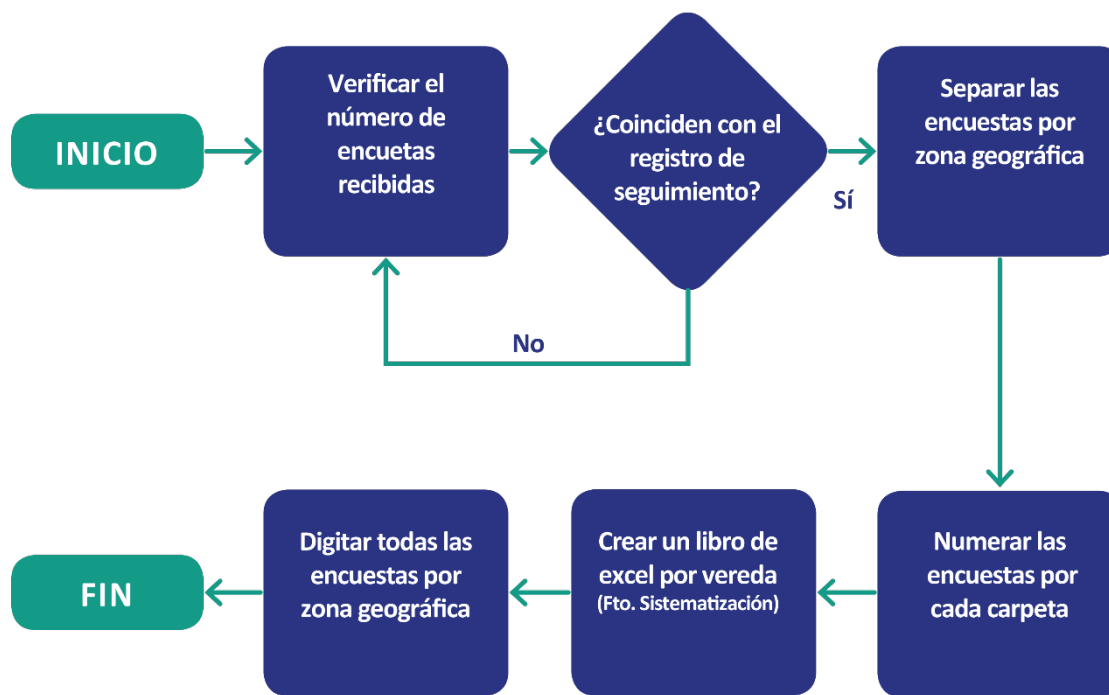 INICIO
Verificar el
número de
encuetas
recibidas
¿Coinciden con el
registro de
seguimiento?
Sí
Separar las
encuestas por
zona geográfica
No
Numerar las
encuestas por
cada carpeta
Crear un libro de
excel por vereda
(Fto. Sistematización)
Digitar todas las
encuestas por
zona geográfica
FIN